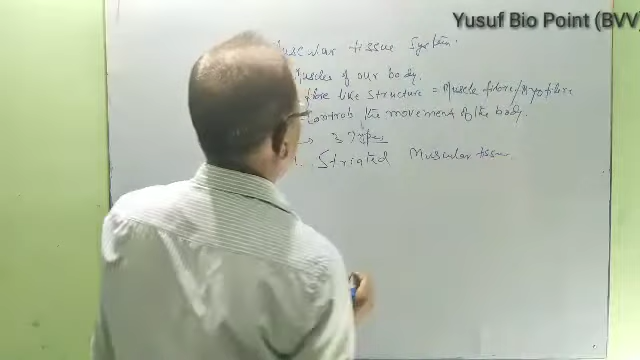 Yusuf Bio Point (BVV)
Muscular tissue System.
Muscles of our body.
fibre like structure = Muscle fibre/Myofibre
Controls the movement of the body.
→ 3 Types
1. Striated Muscular tissue